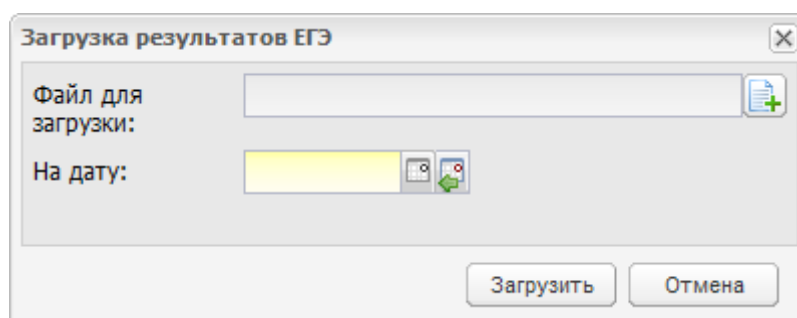 Загрузка результатов ЕГЭ
Файл для
загрузки:
На дату:
Загрузить Отмена